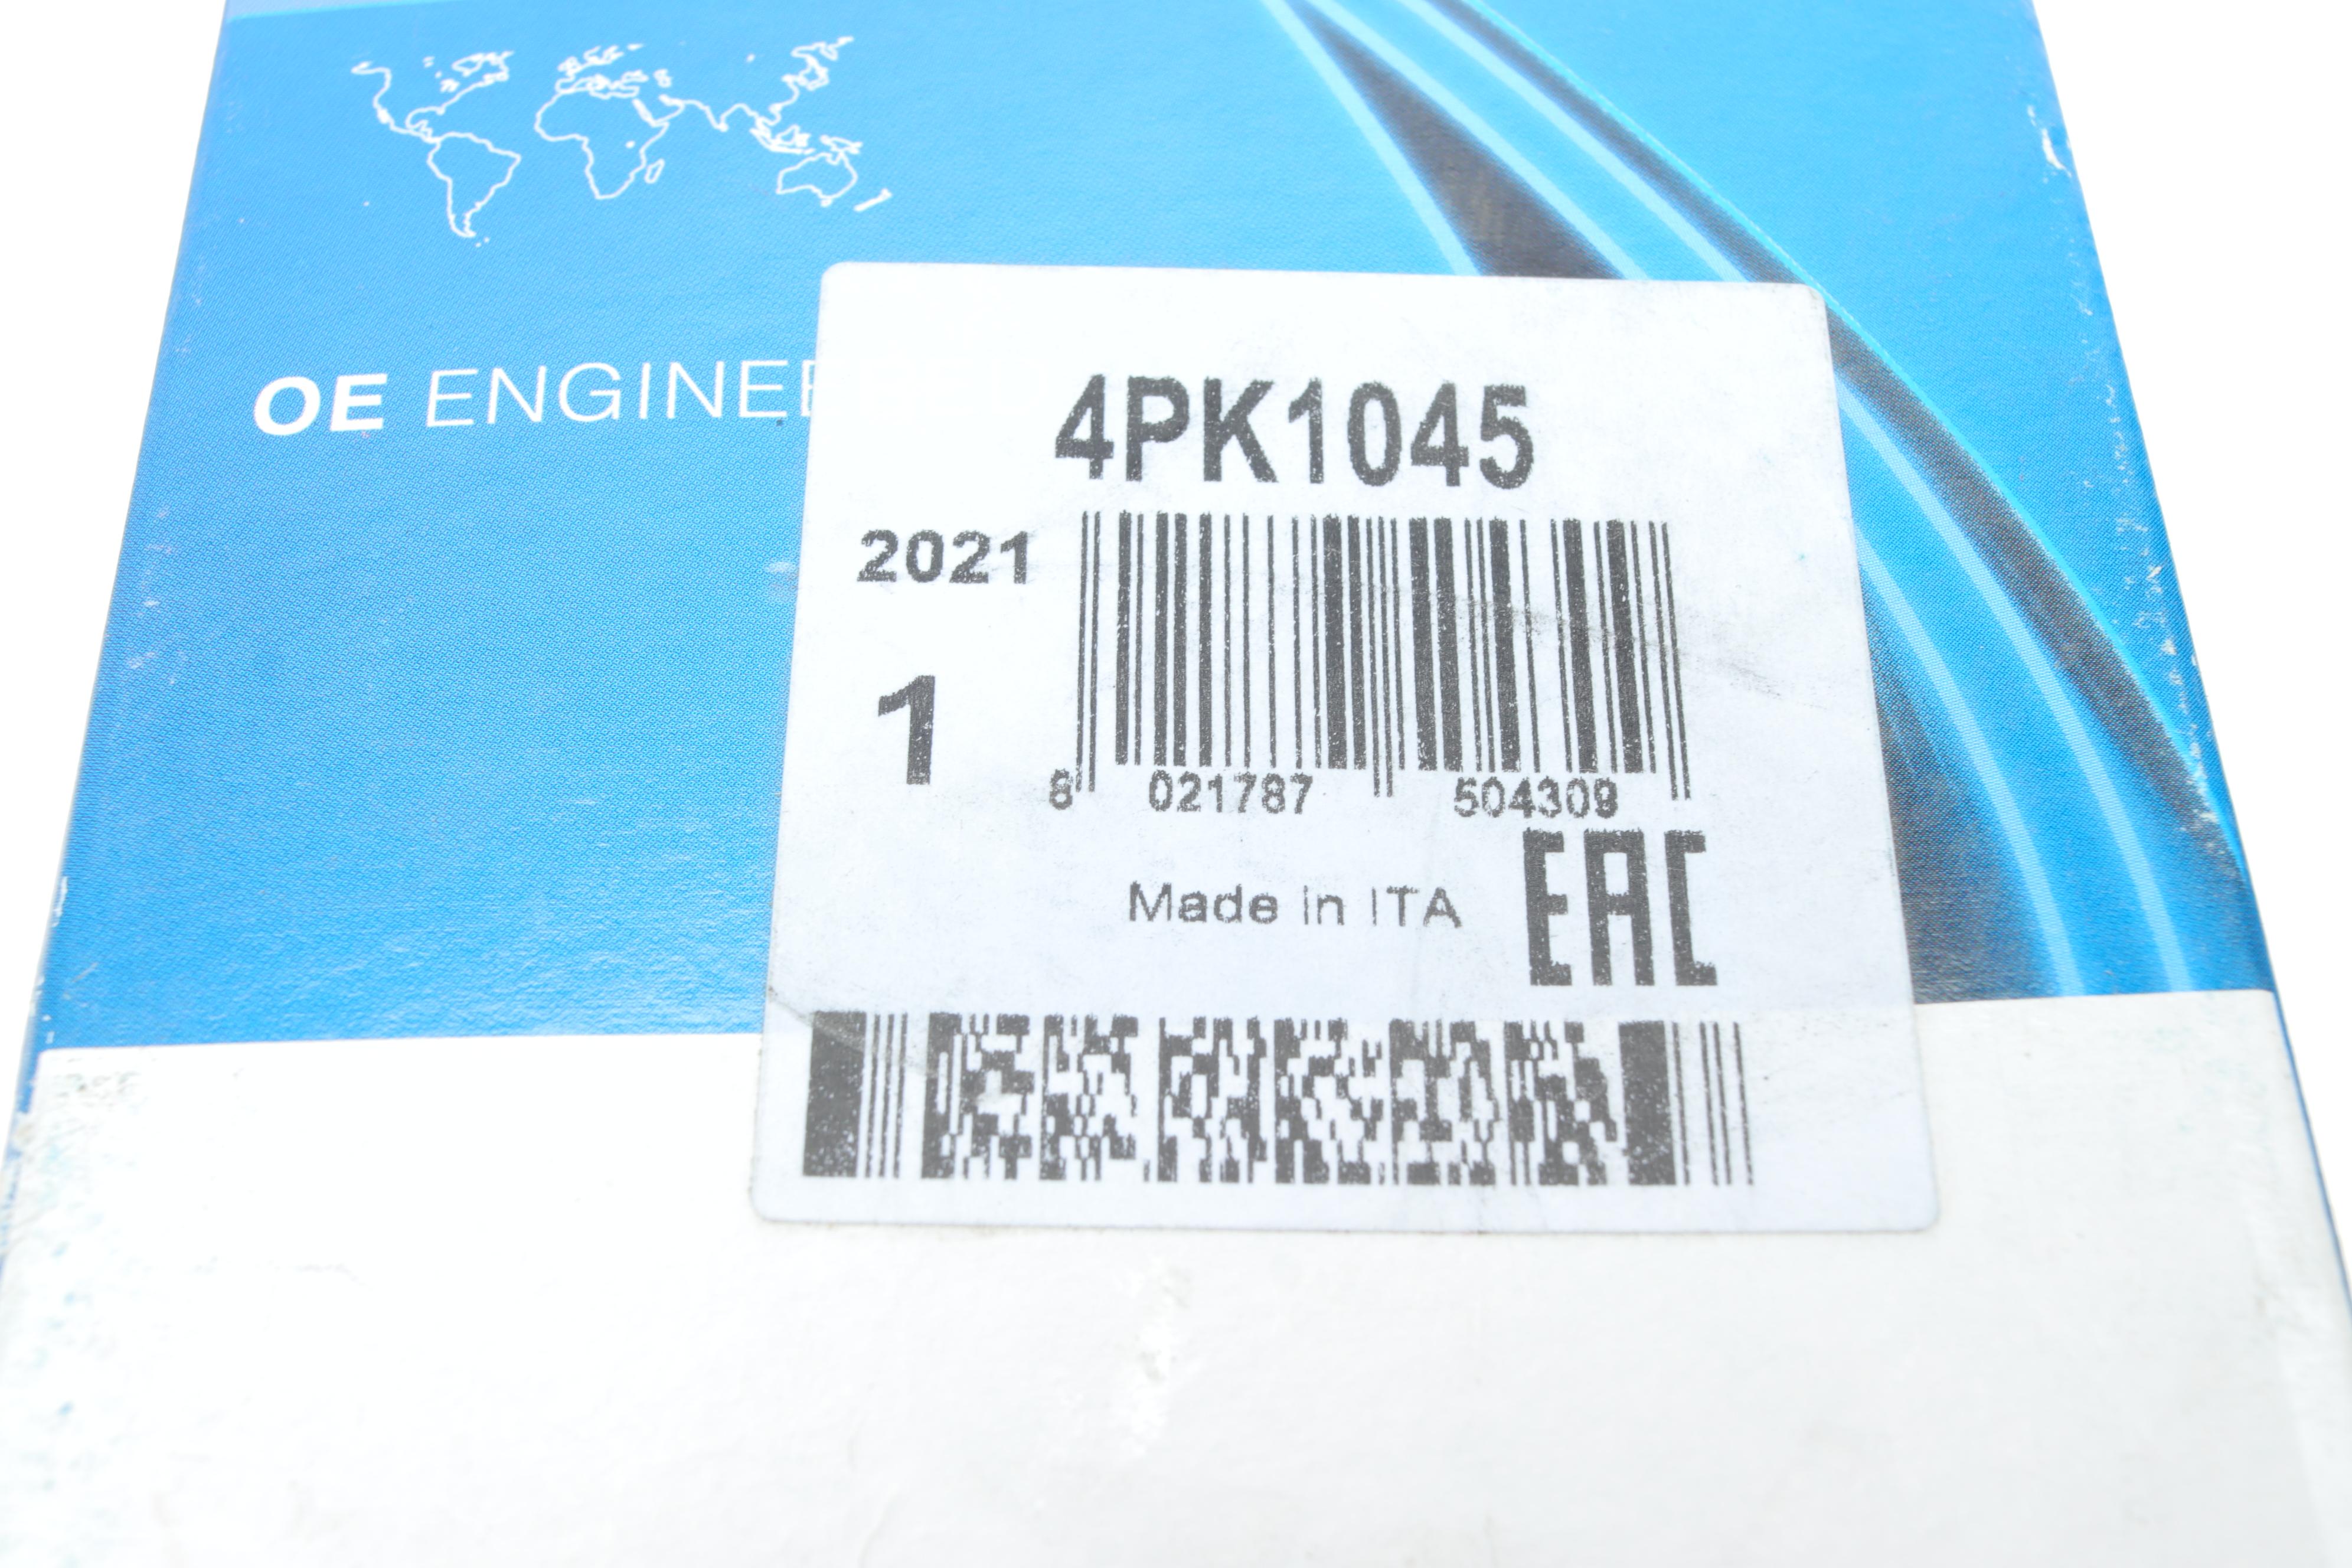 OE ENGINEE
4PK1045
2021
1
8 021787 504309
Made in ITA EAC